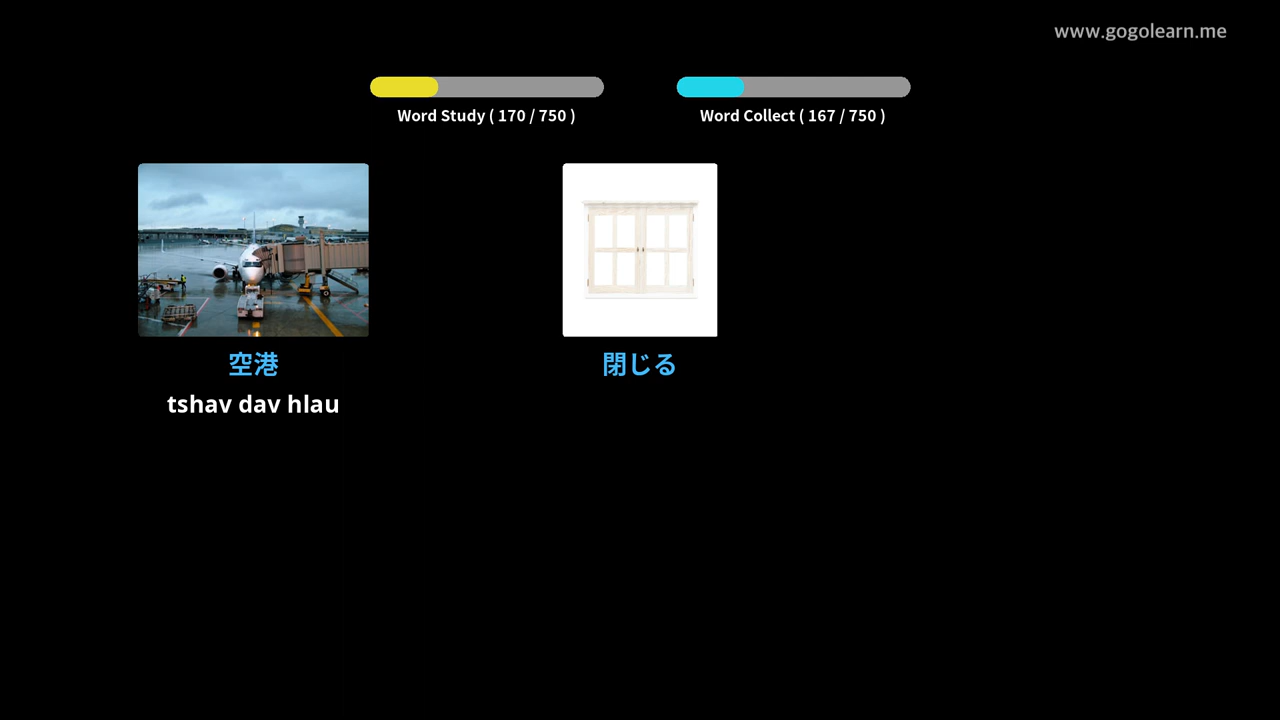 www.gogolearn.me
Word Study ( 170 / 750 )
Word Collect ( 167 / 750 )
空港
tshav dav hlau
閉じる